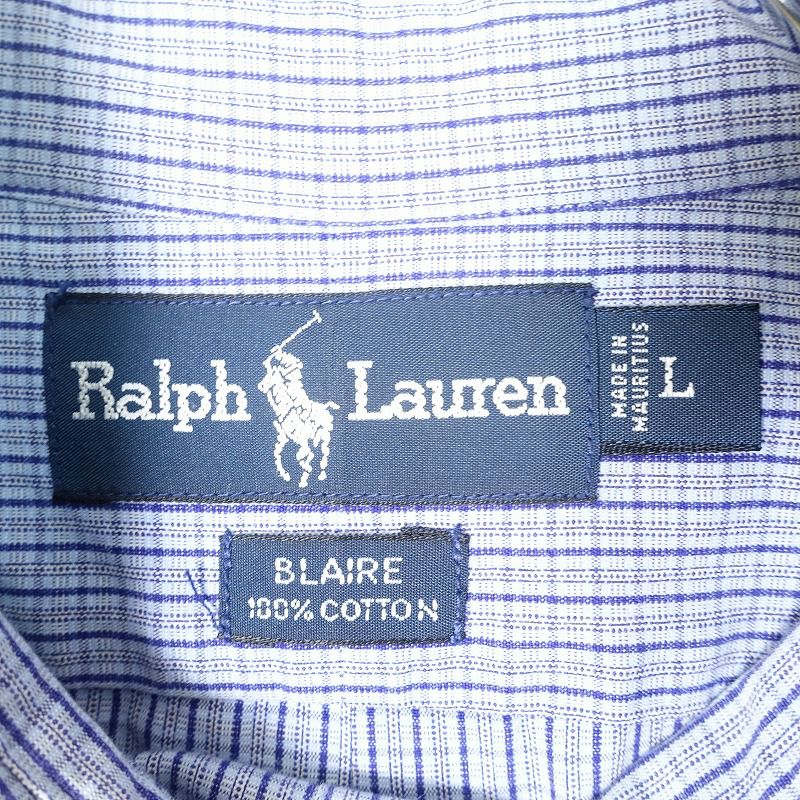 Ralph Lauren
MADE IN
MAURITIUS
L
BLAIRE
100% COTTON